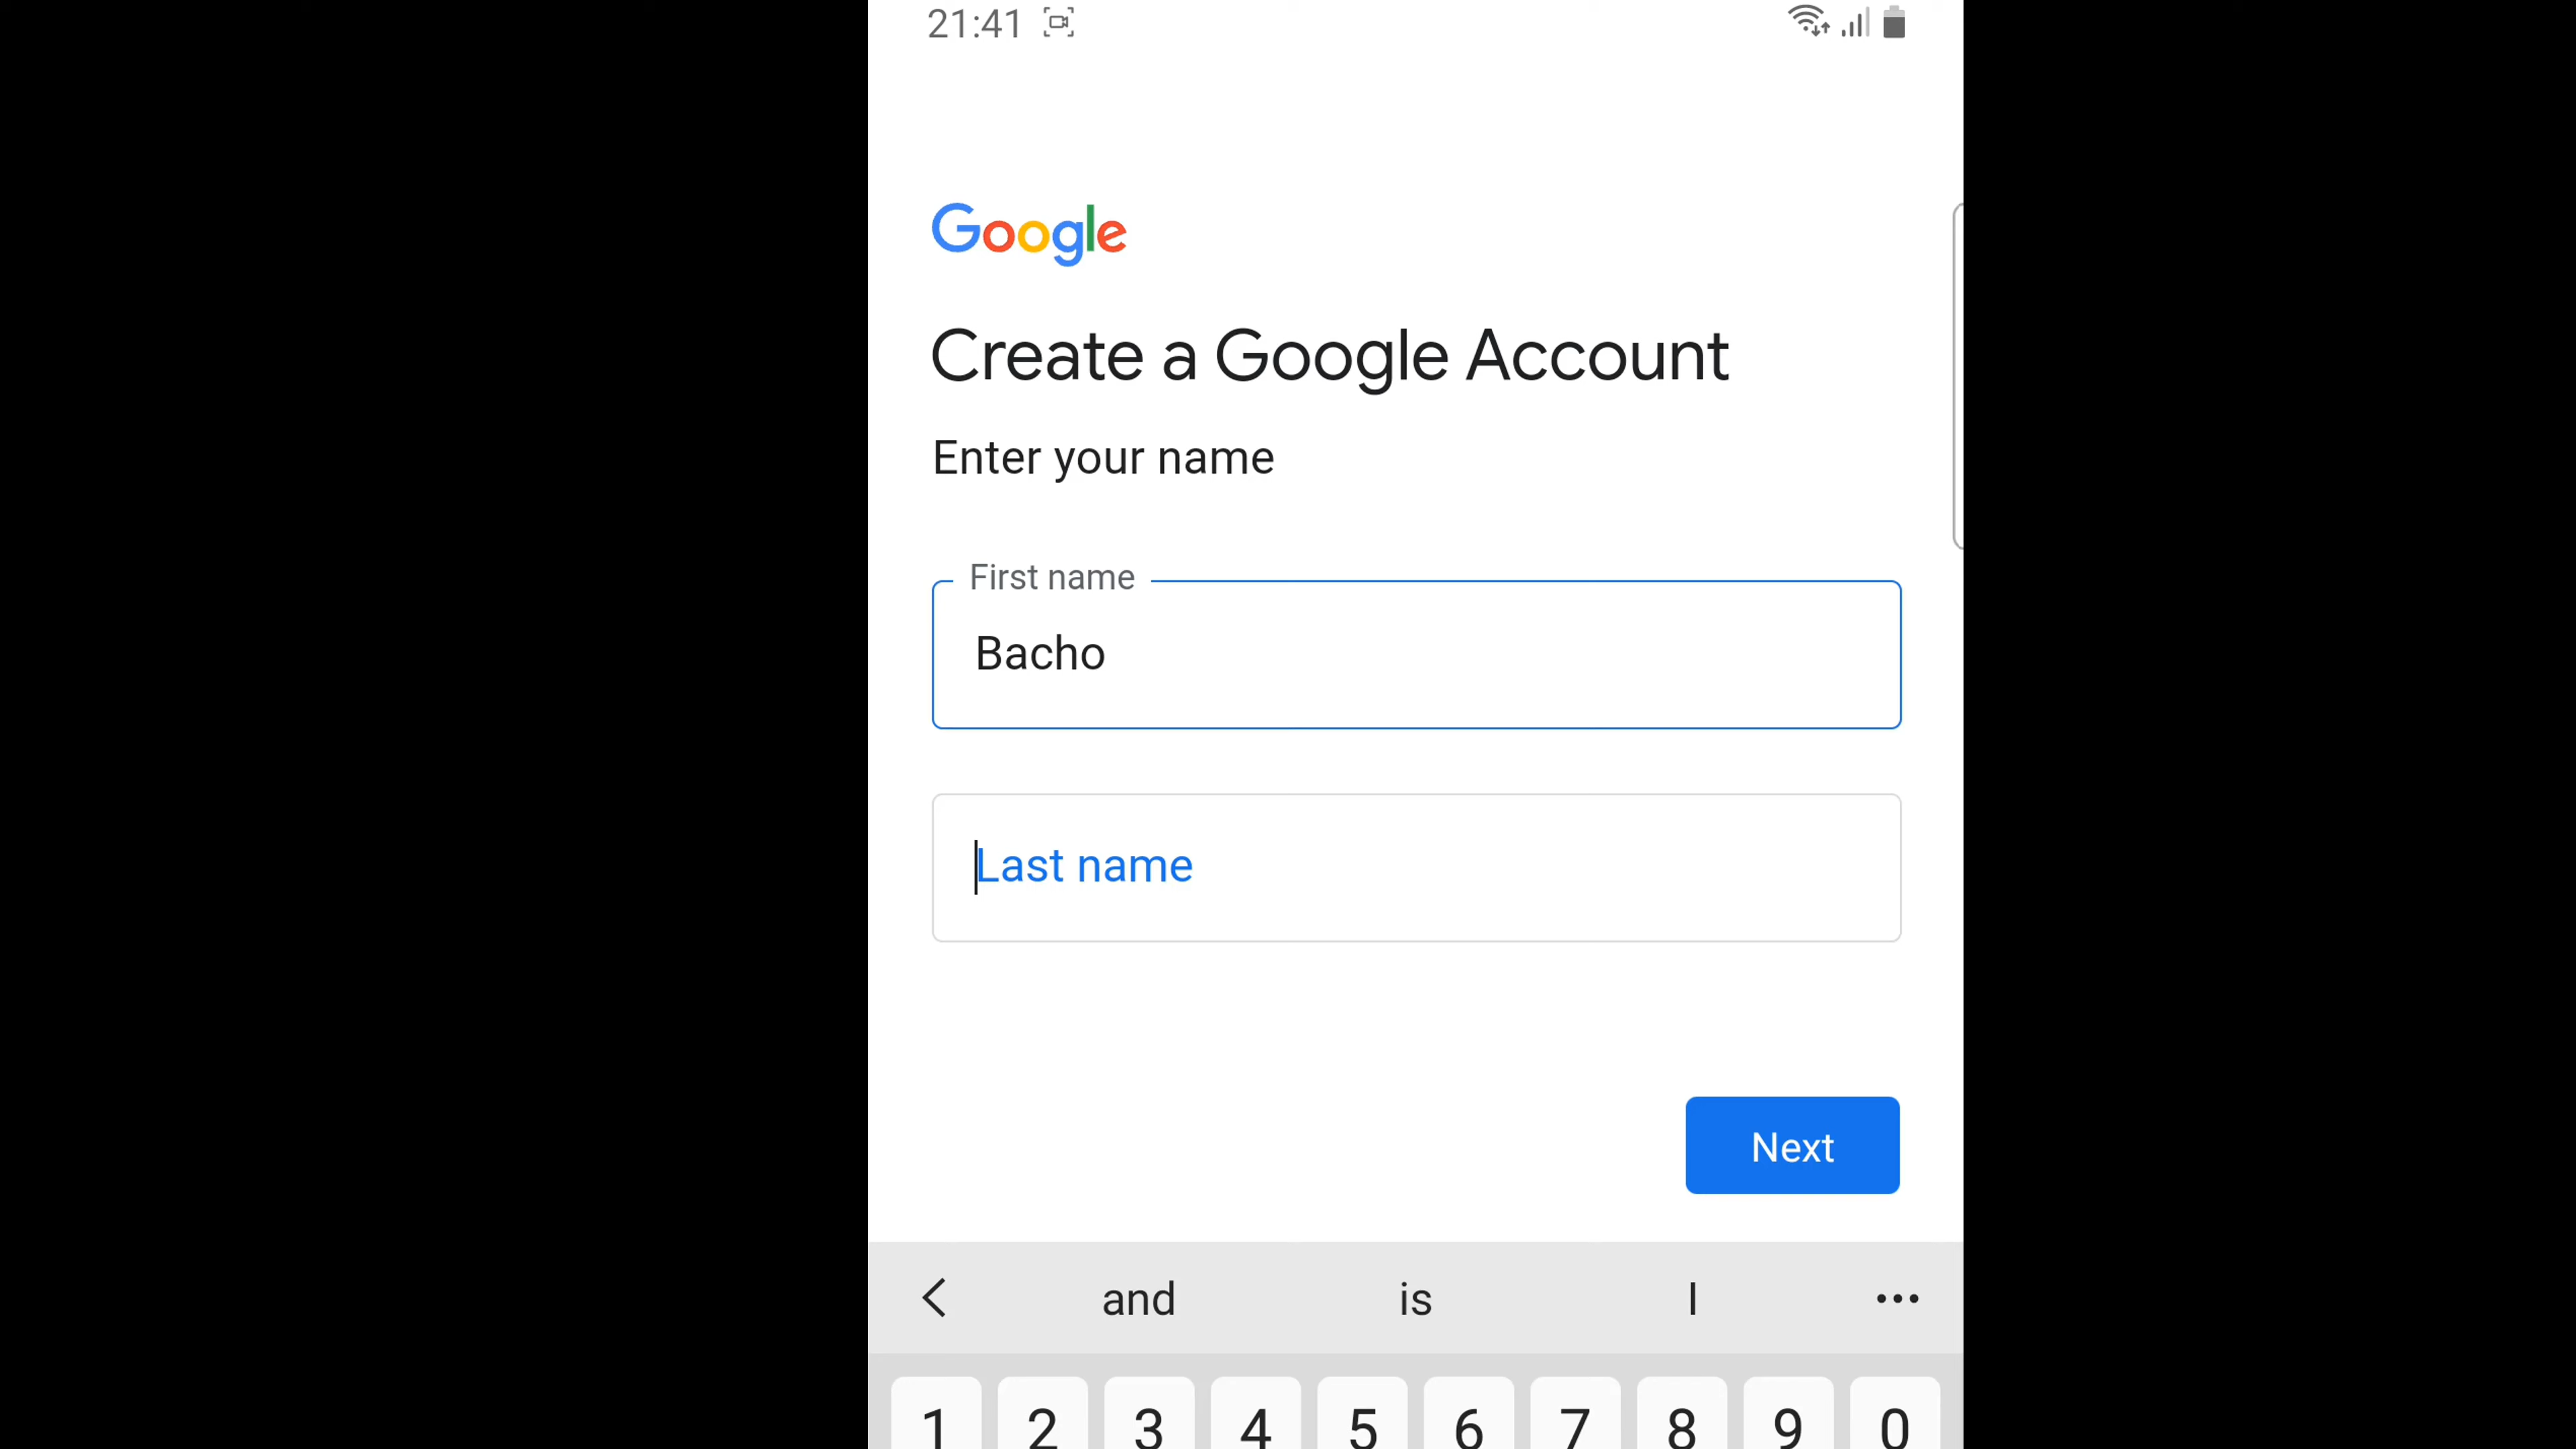 21:41
Google
Create a Google Account
Enter your name
First name
Bacho
Last name
Next
and is I
1 2 3 4 5 6 7 8 9 0